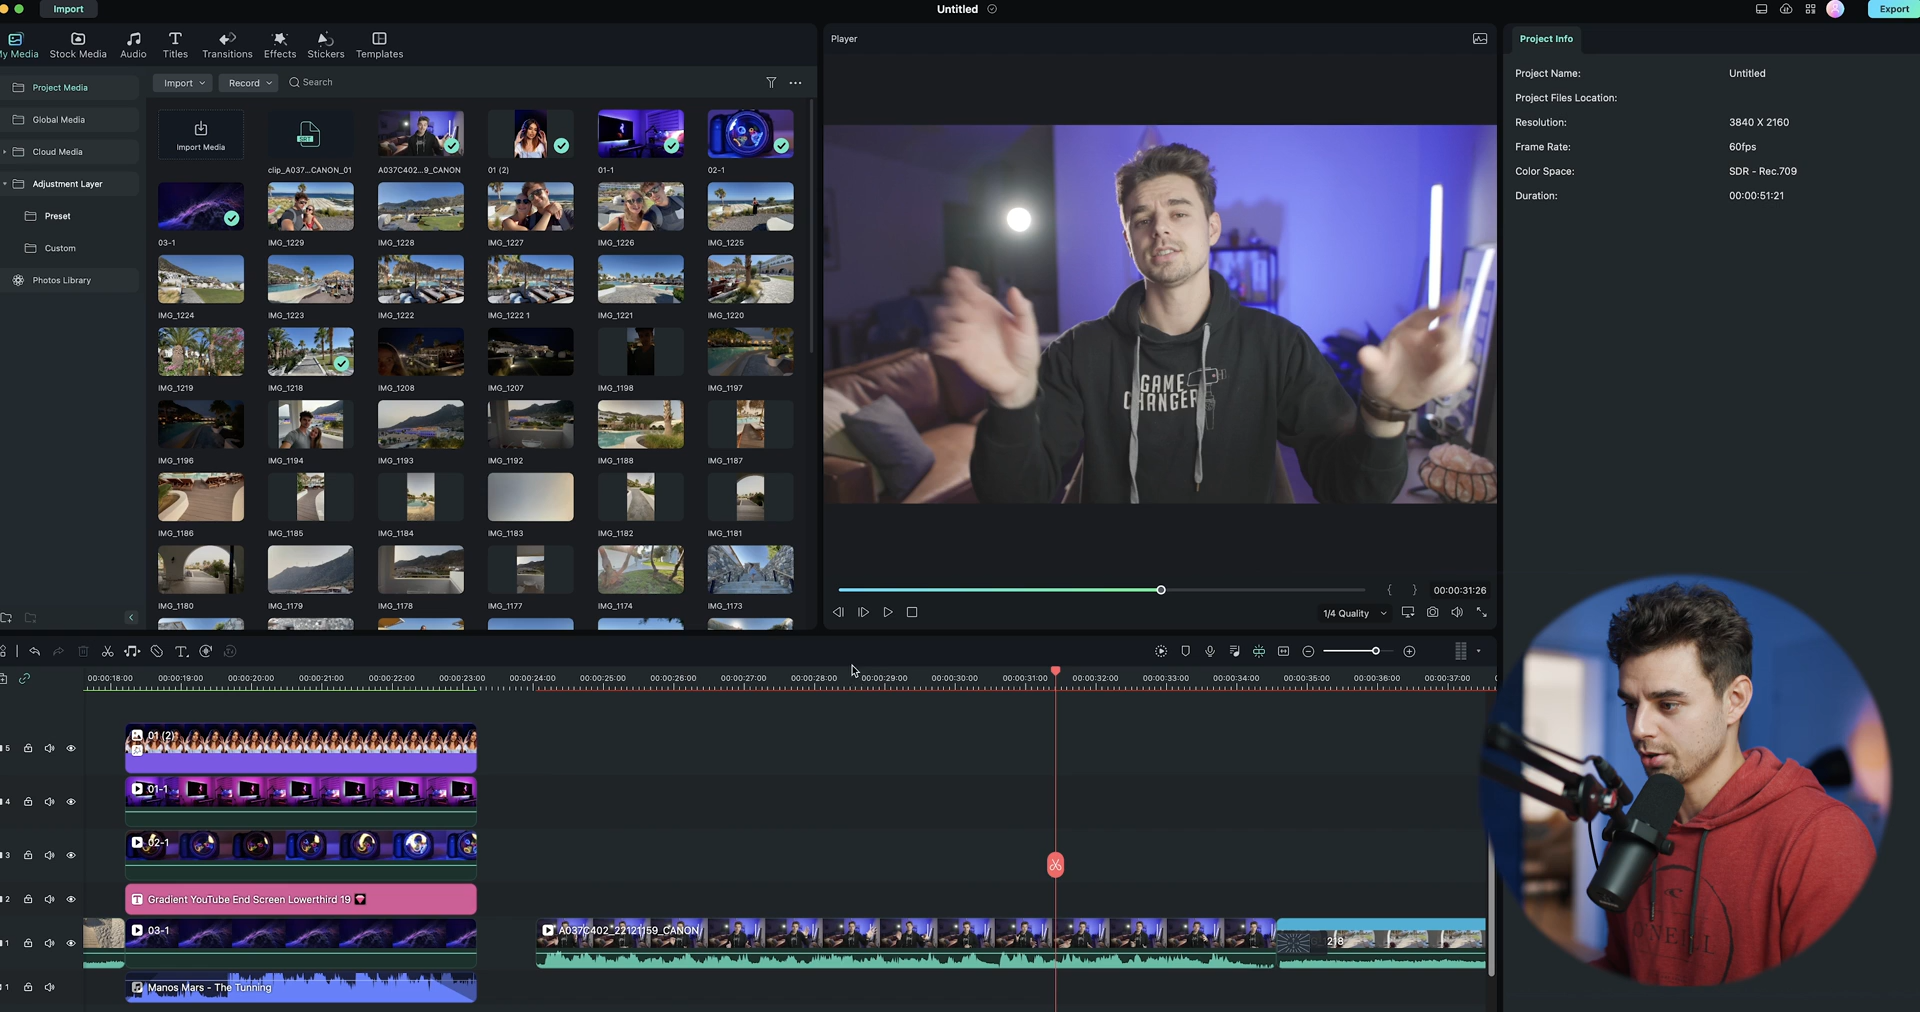 Import
Untitled
Export
My Media
Stock Media
Audio
Titles
Transitions
Effects
Stickers
Templates
Player
Project Info
Import
Record
Search
Project Media
Global Media
Cloud Media
Adjustment Layer
Preset
Custom
Photos Library
Import Media
clip_A037...CANON_01
A037C402...9_CANON
01 (2)
01-1
02-1
03-1
IMG_1229
IMG_1228
IMG_1227
IMG_1226
IMG_1225
IMG_1224
IMG_1223
IMG_1222
IMG_1222 1
IMG_1221
IMG_1220
IMG_1219
IMG_1218
IMG_1208
IMG_1207
IMG_1198
IMG_1197
IMG_1196
IMG_1194
IMG_1193
IMG_1192
IMG_1188
IMG_1187
IMG_1186
IMG_1185
IMG_1184
IMG_1183
IMG_1182
IMG_1181
IMG_1180
IMG_1179
IMG_1178
IMG_1177
IMG_1174
IMG_1173
GAME
CHANGER
00:00:31:26
1/4 Quality
Project Name: Untitled
Project Files Location:
Resolution: 3840 X 2160
Frame Rate: 60fps
Color Space: SDR - Rec.709
Duration: 00:00:51:21
00:00:18:00 00:00:19:00 00:00:20:00 00:00:21:00 00:00:22:00 00:00:23:00 00:00:24:00 00:00:25:00 00:00:26:00 00:00:27:00 00:00:28:00 00:00:29:00 00:00:30:00 00:00:31:00 00:00:32:00 00:00:33:00 00:00:34:00 00:00:35:00 00:00:36:00 00:00:37:00
5
01 (2)
4
01-1
3
02-1
2
Gradient YouTube End Screen Lowerthird 19
1
03-1
A037C402_22121159_CANON
218
1
Manos Mars - The Tunning
O'NEILL